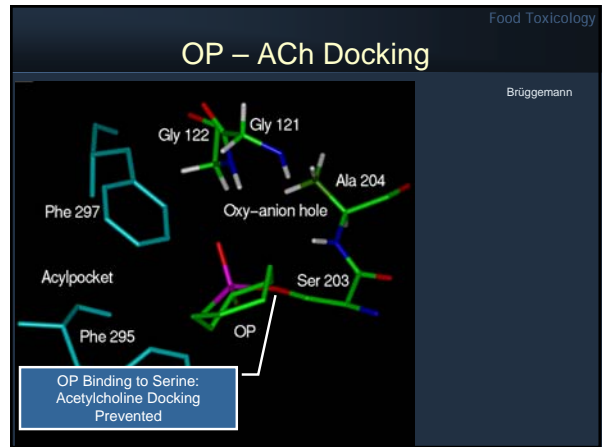 Food Toxicology
OP – ACh Docking
Brüggemann
Gly 122
Gly 121
Ala 204
Phe 297
Oxy-anion hole
Acylpocket
Ser 203
OP
Phe 295
OP Binding to Serine:
Acetylcholine Docking
Prevented